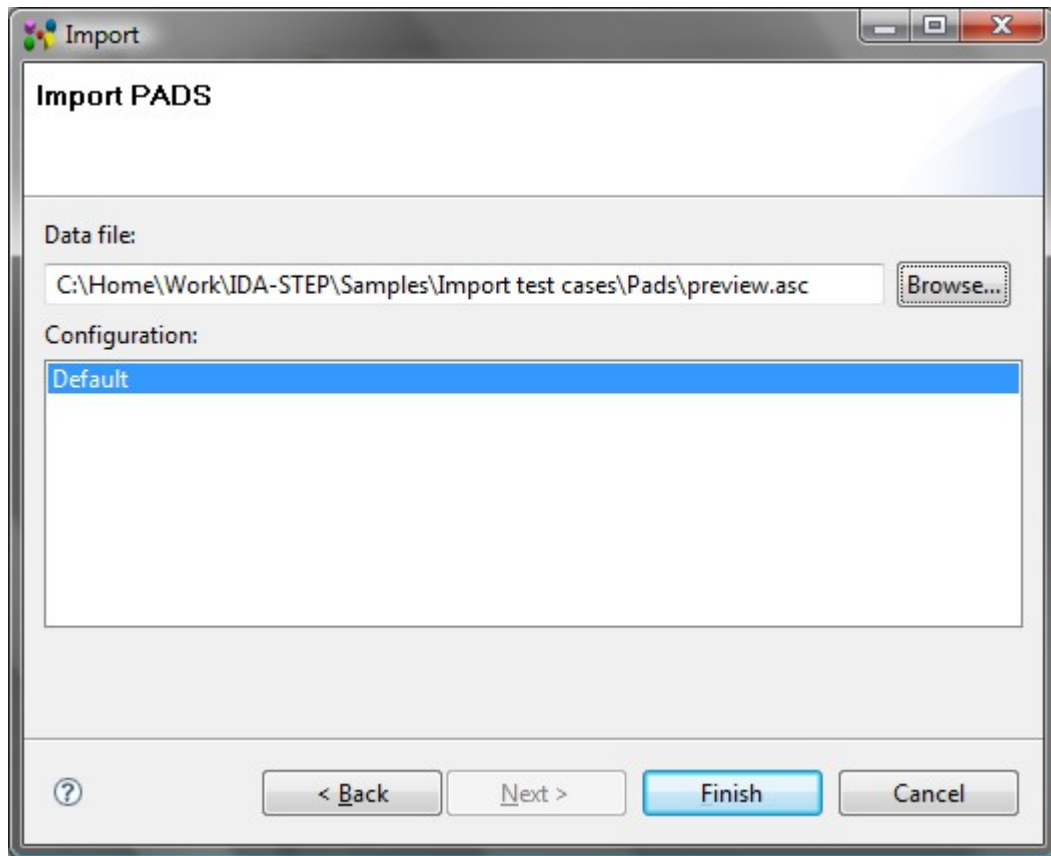 Import
Import PADS
Data file:
C:\Home\Work\IDA-STEP\Samples\Import test cases\Pads\preview.asc
Browse...
Configuration:
Default
?
< Back
Next >
Finish
Cancel